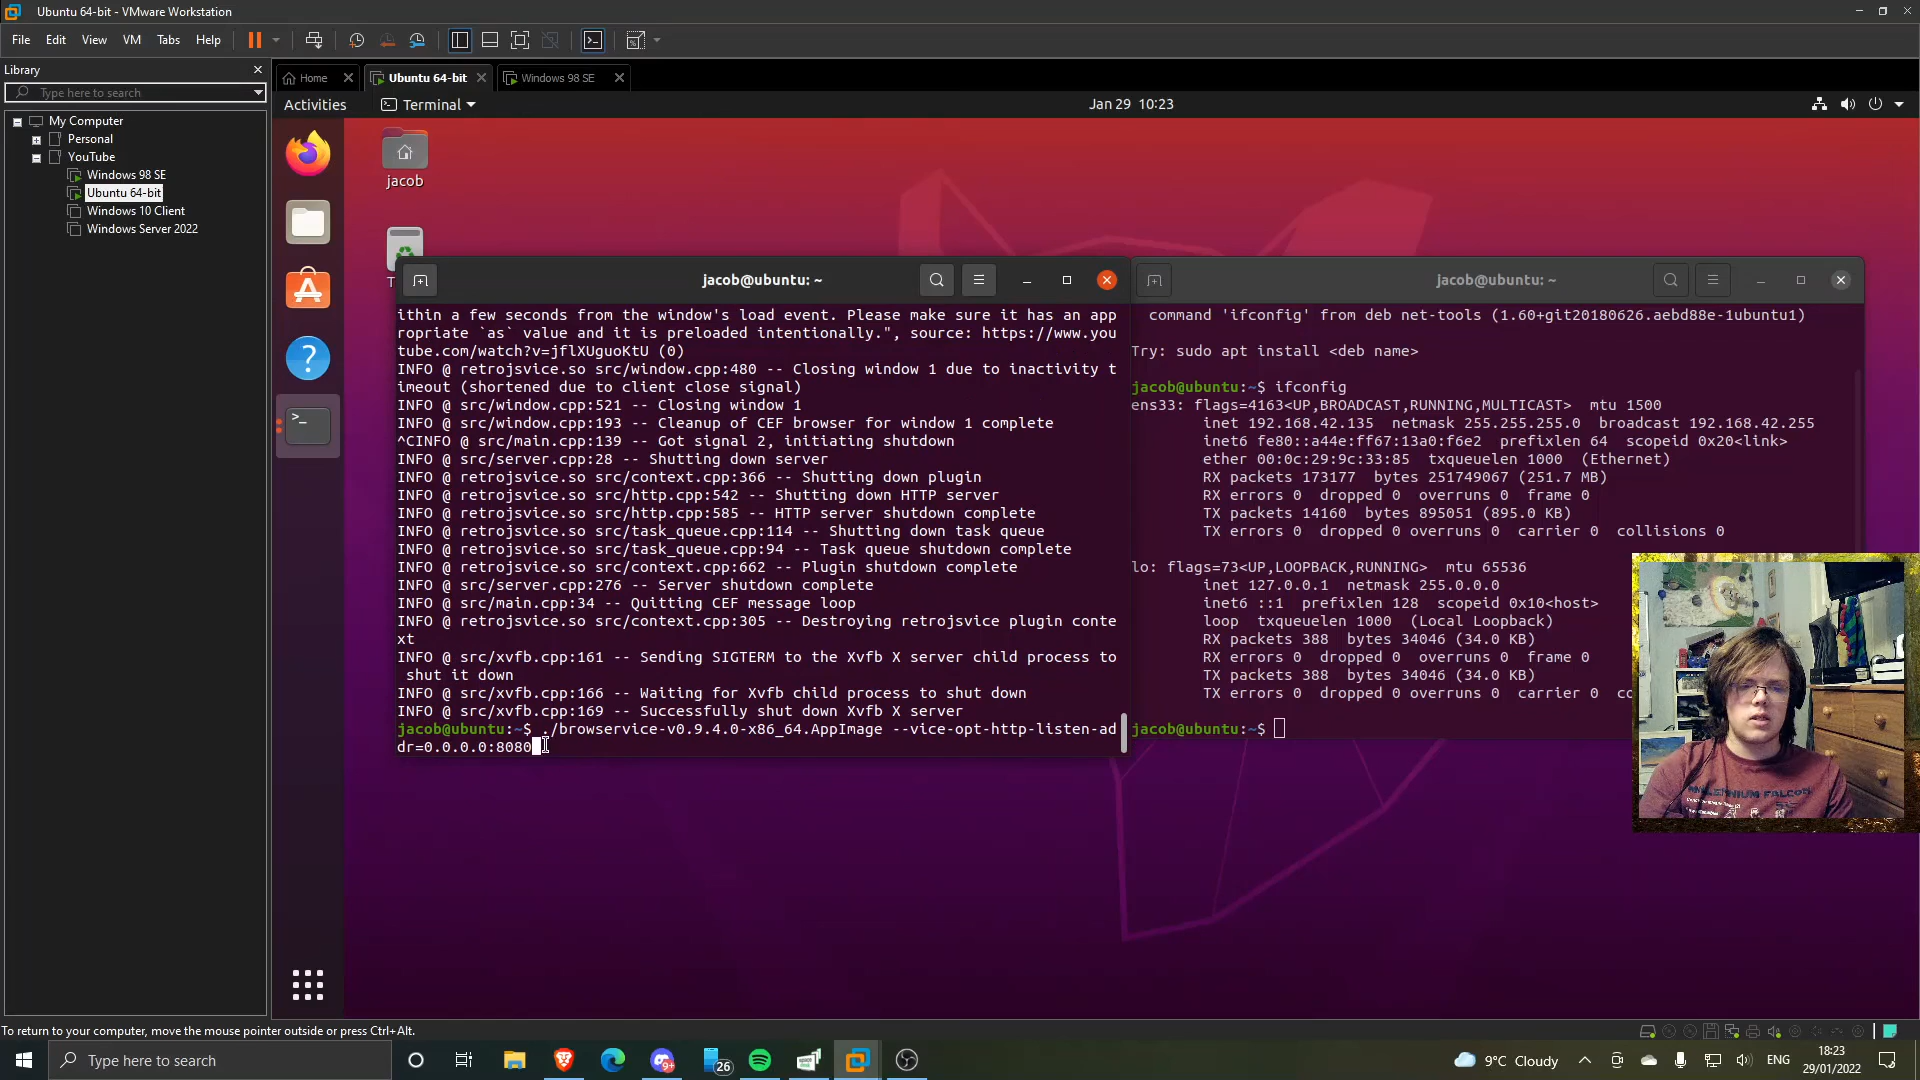 Ubuntu 64-bit - VMware Workstation
File Edit View VM Tabs Help
Library
Type here to search
My Computer
Personal
YouTube
Windows 98 SE
Ubuntu 64-bit
Windows 10 Client
Windows Server 2022
Home
Ubuntu 64-bit
Windows 98 SE
Activities
Terminal
Jan 29 10:23
jacob
jacob@ubuntu: ~
ithin a few seconds from the window's load event. Please make sure it has an app
ropriate `as` value and it is preloaded intentionally.", source: https://www.you
tube.com/watch?v=jflXUguoKtU (0)
INFO @ retrojsvice.so src/window.cpp:480 -- Closing window 1 due to inactivity t
imeout (shortened due to client close signal)
INFO @ src/window.cpp:521 -- Closing window 1
INFO @ src/window.cpp:193 -- Cleanup of CEF browser for window 1 complete
^CINFO @ src/main.cpp:139 -- Got signal 2, initiating shutdown
INFO @ src/server.cpp:28 -- Shutting down server
INFO @ retrojsvice.so src/context.cpp:366 -- Shutting down plugin
INFO @ retrojsvice.so src/http.cpp:542 -- Shutting down HTTP server
INFO @ retrojsvice.so src/http.cpp:585 -- HTTP server shutdown complete
INFO @ retrojsvice.so src/task_queue.cpp:114 -- Shutting down task queue
INFO @ retrojsvice.so src/task_queue.cpp:94 -- Task queue shutdown complete
INFO @ retrojsvice.so src/context.cpp:662 -- Plugin shutdown complete
INFO @ src/server.cpp:276 -- Server shutdown complete
INFO @ src/main.cpp:34 -- Quitting CEF message loop
INFO @ retrojsvice.so src/context.cpp:305 -- Destroying retrojsvice plugin conte
xt
INFO @ src/xvfb.cpp:161 -- Sending SIGTERM to the Xvfb X server child process to
shut it down
INFO @ src/xvfb.cpp:166 -- Waiting for Xvfb child process to shut down
INFO @ src/xvfb.cpp:169 -- Successfully shut down Xvfb X server
jacob@ubuntu:~$ ./browservice-v0.9.4.0-x86_64.AppImage --vice-opt-http-listen-ad
dr=0.0.0.0:8080
jacob@ubuntu: ~
command 'ifconfig' from deb net-tools (1.60+git20180626.aebd88e-1ubuntu1)
Try: sudo apt install <deb name>
jacob@ubuntu:~$ ifconfig
ens33: flags=4163<UP,BROADCAST,RUNNING,MULTICAST> mtu 1500
inet 192.168.42.135 netmask 255.255.255.0 broadcast 192.168.42.255
inet6 fe80::a44e:ff67:13a0:f6e2 prefixlen 64 scopeid 0x20<link>
ether 00:0c:29:9c:33:85 txqueuelen 1000 (Ethernet)
RX packets 173177 bytes 251749067 (251.7 MB)
RX errors 0 dropped 0 overruns 0 frame 0
TX packets 14160 bytes 895051 (895.0 KB)
TX errors 0 dropped 0 overruns 0 carrier 0 collisions 0
lo: flags=73<UP,LOOPBACK,RUNNING> mtu 65536
inet 127.0.0.1 netmask 255.0.0.0
inet6 ::1 prefixlen 128 scopeid 0x10<host>
loop txqueuelen 1000 (Local Loopback)
RX packets 388 bytes 34046 (34.0 KB)
RX errors 0 dropped 0 overruns 0 frame 0
TX packets 388 bytes 34046 (34.0 KB)
TX errors 0 dropped 0 overruns 0 carrier 0 co
jacob@ubuntu:~$
MILLENNIUM FALCON
To return to your computer, move the mouse pointer outside or press Ctrl+Alt.
Type here to search
9+
26
9°C Cloudy
ENG
18:23
29/01/2022